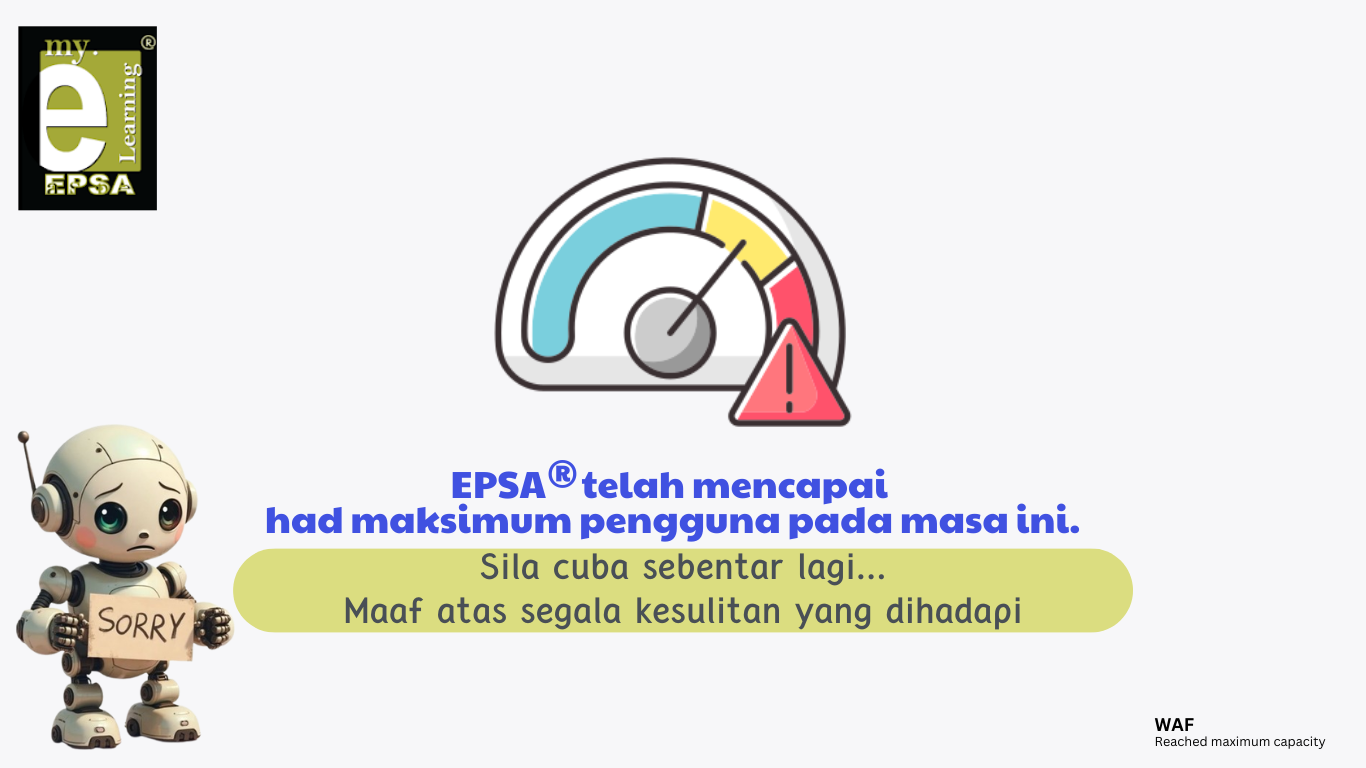 my.
®
e
Learning
EPSA
EPSA® telah mencapai
had maksimum pengguna pada masa ini.
Sila cuba sebentar lagi...
Maaf atas segala kesulitan yang dihadapi
SORRY
WAF
Reached maximum capacity